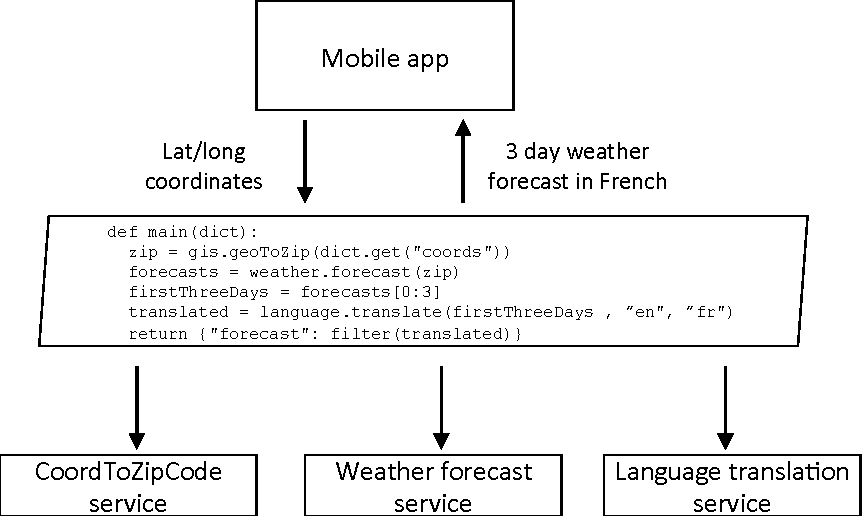 Mobile app
Lat/long
coordinates
3 day weather
forecast in French
def main(dict):
  zip = gis.geoToZip(dict.get("coords"))
  forecasts = weather.forecast(zip)
  firstThreeDays = forecasts[0:3]
  translated = language.translate(firstThreeDays , ”en", ”fr")
  return {"forecast": filter(translated)}
CoordToZipCode
service
Weather forecast
service
Language translation
service